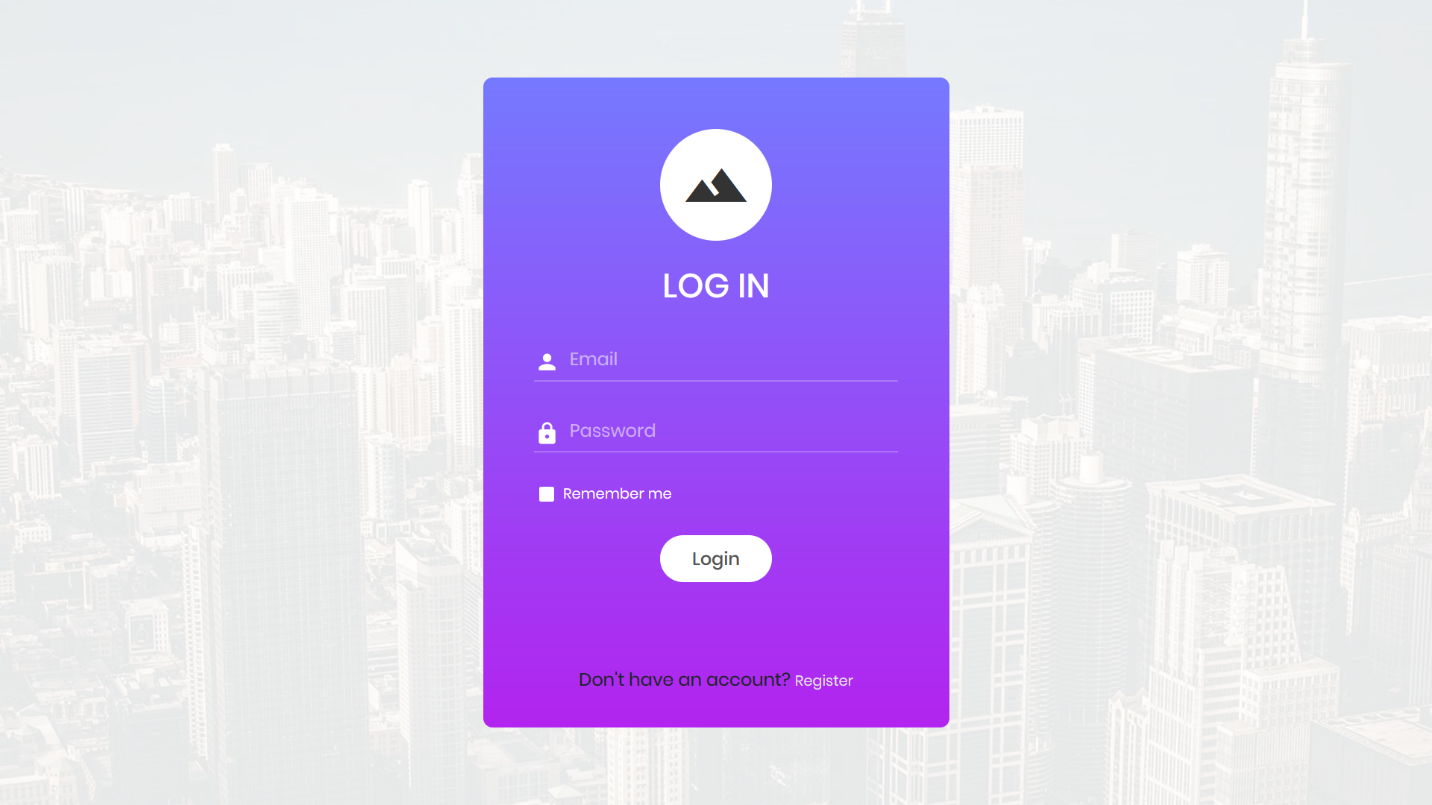 LOG IN
Email
Password
Remember me
Login
Don't have an account? Register